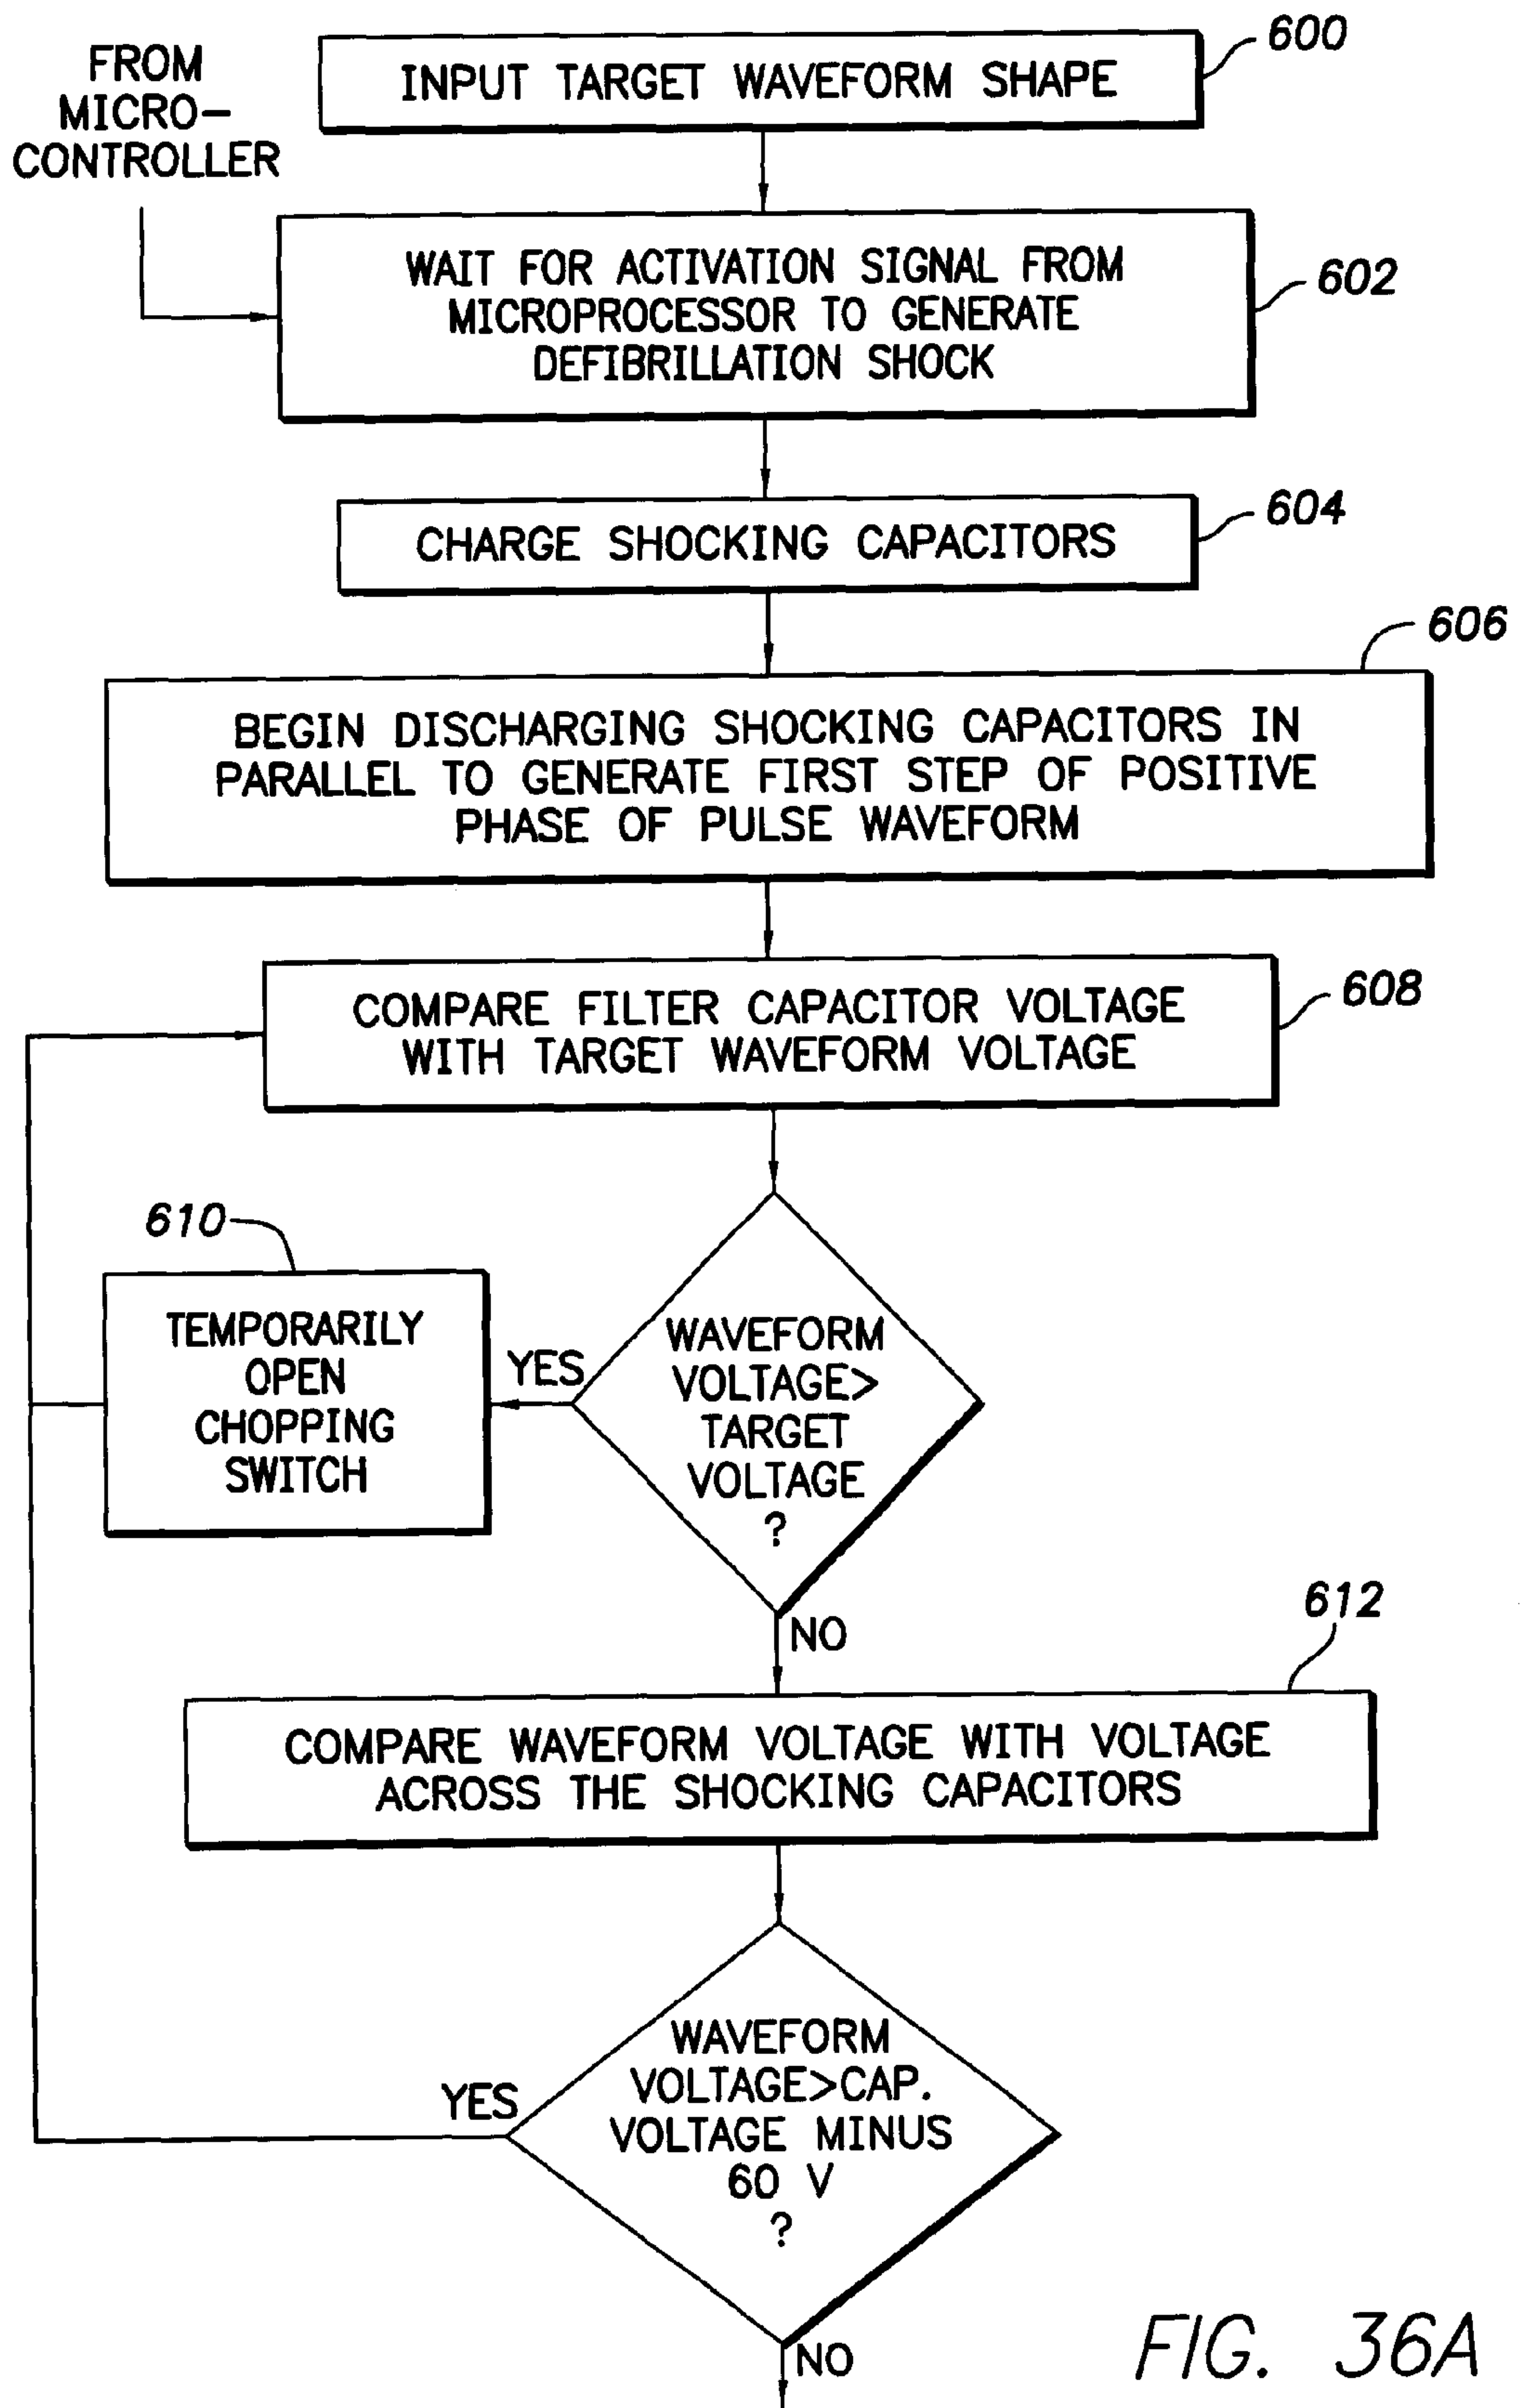 FROM
MICRO-
CONTROLLER
600
INPUT TARGET WAVEFORM SHAPE
602
WAIT FOR ACTIVATION SIGNAL FROM
MICROPROCESSOR TO GENERATE
DEFIBRILLATION SHOCK
604
CHARGE SHOCKING CAPACITORS
606
BEGIN DISCHARGING SHOCKING CAPACITORS IN
PARALLEL TO GENERATE FIRST STEP OF POSITIVE
PHASE OF PULSE WAVEFORM
608
COMPARE FILTER CAPACITOR VOLTAGE
WITH TARGET WAVEFORM VOLTAGE
610
TEMPORARILY
OPEN
CHOPPING
SWITCH
YES
WAVEFORM
VOLTAGE>
TARGET
VOLTAGE
?
NO
612
COMPARE WAVEFORM VOLTAGE WITH VOLTAGE
ACROSS THE SHOCKING CAPACITORS
YES
WAVEFORM
VOLTAGE>CAP.
VOLTAGE MINUS
60 V
?
NO
FIG. 36A